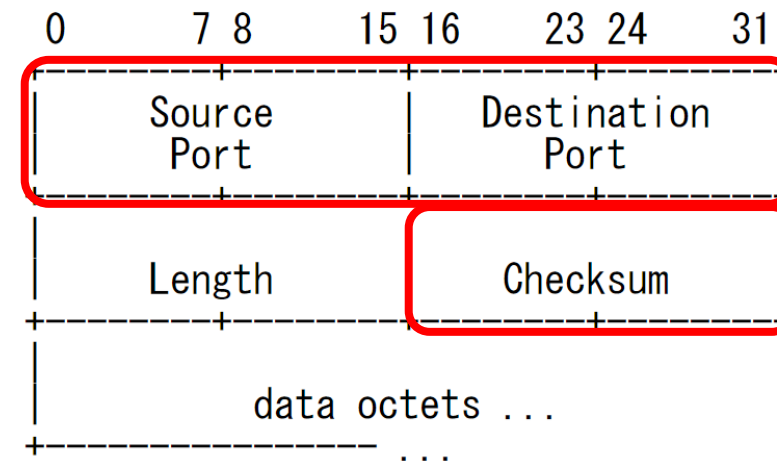 0 7 8 15 16 23 24 31
+--------+--------+--------+--------
| Source | Destination
| Port | Port
+--------+--------+--------+--------
|
| Length Checksum
+--------+--------+--------+--------
|
| data octets ...
+---------------- ...